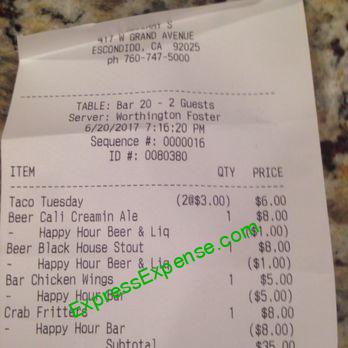 417 W GRAND AVENUE
ESCONDIDO, CA 92025
ph 760-747-5000
TABLE: Bar 20 - 2 Guests
Server: Worthington Foster
6/20/2017 7:16:20 PM
Sequence #: 0000016
ID #: 0080380
ITEM QTY PRICE
Taco Tuesday (2@$3.00) $6.00
Beer Cali Creamin Ale 1 $8.00
- Happy Hour Beer & Liq ($1.00)
Beer Black House Stout 1 $8.00
- Happy Hour Beer & Liq ($1.00)
Bar Chicken Wings 1 $5.00
- Happy Hour Bar ($5.00)
Crab Fritters 1 $8.00
- Happy Hour Bar ($8.00)
Subtotal $35.00
ExpressExpense.com